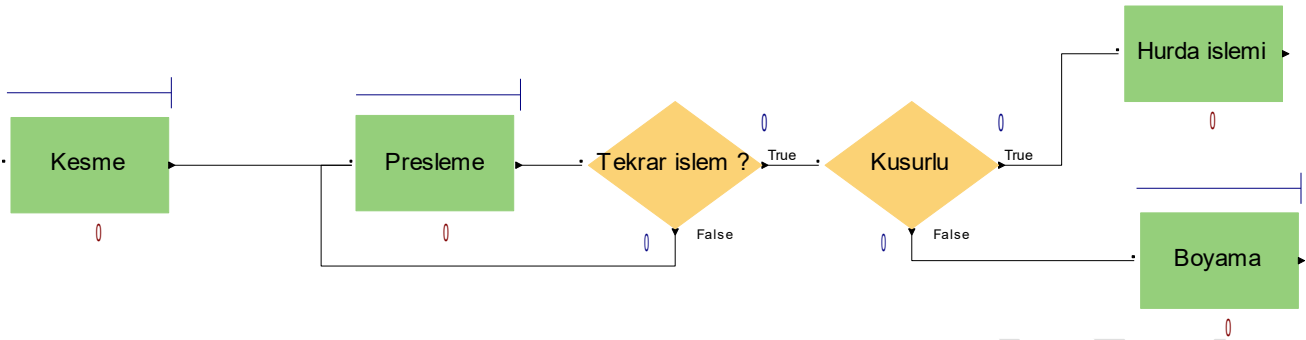 Hurda islemi
0
Kesme
0
Presleme
0
Tekrar islem ?
0
True
0
False
Kusurlu
0
True
0
False
Boyama
0